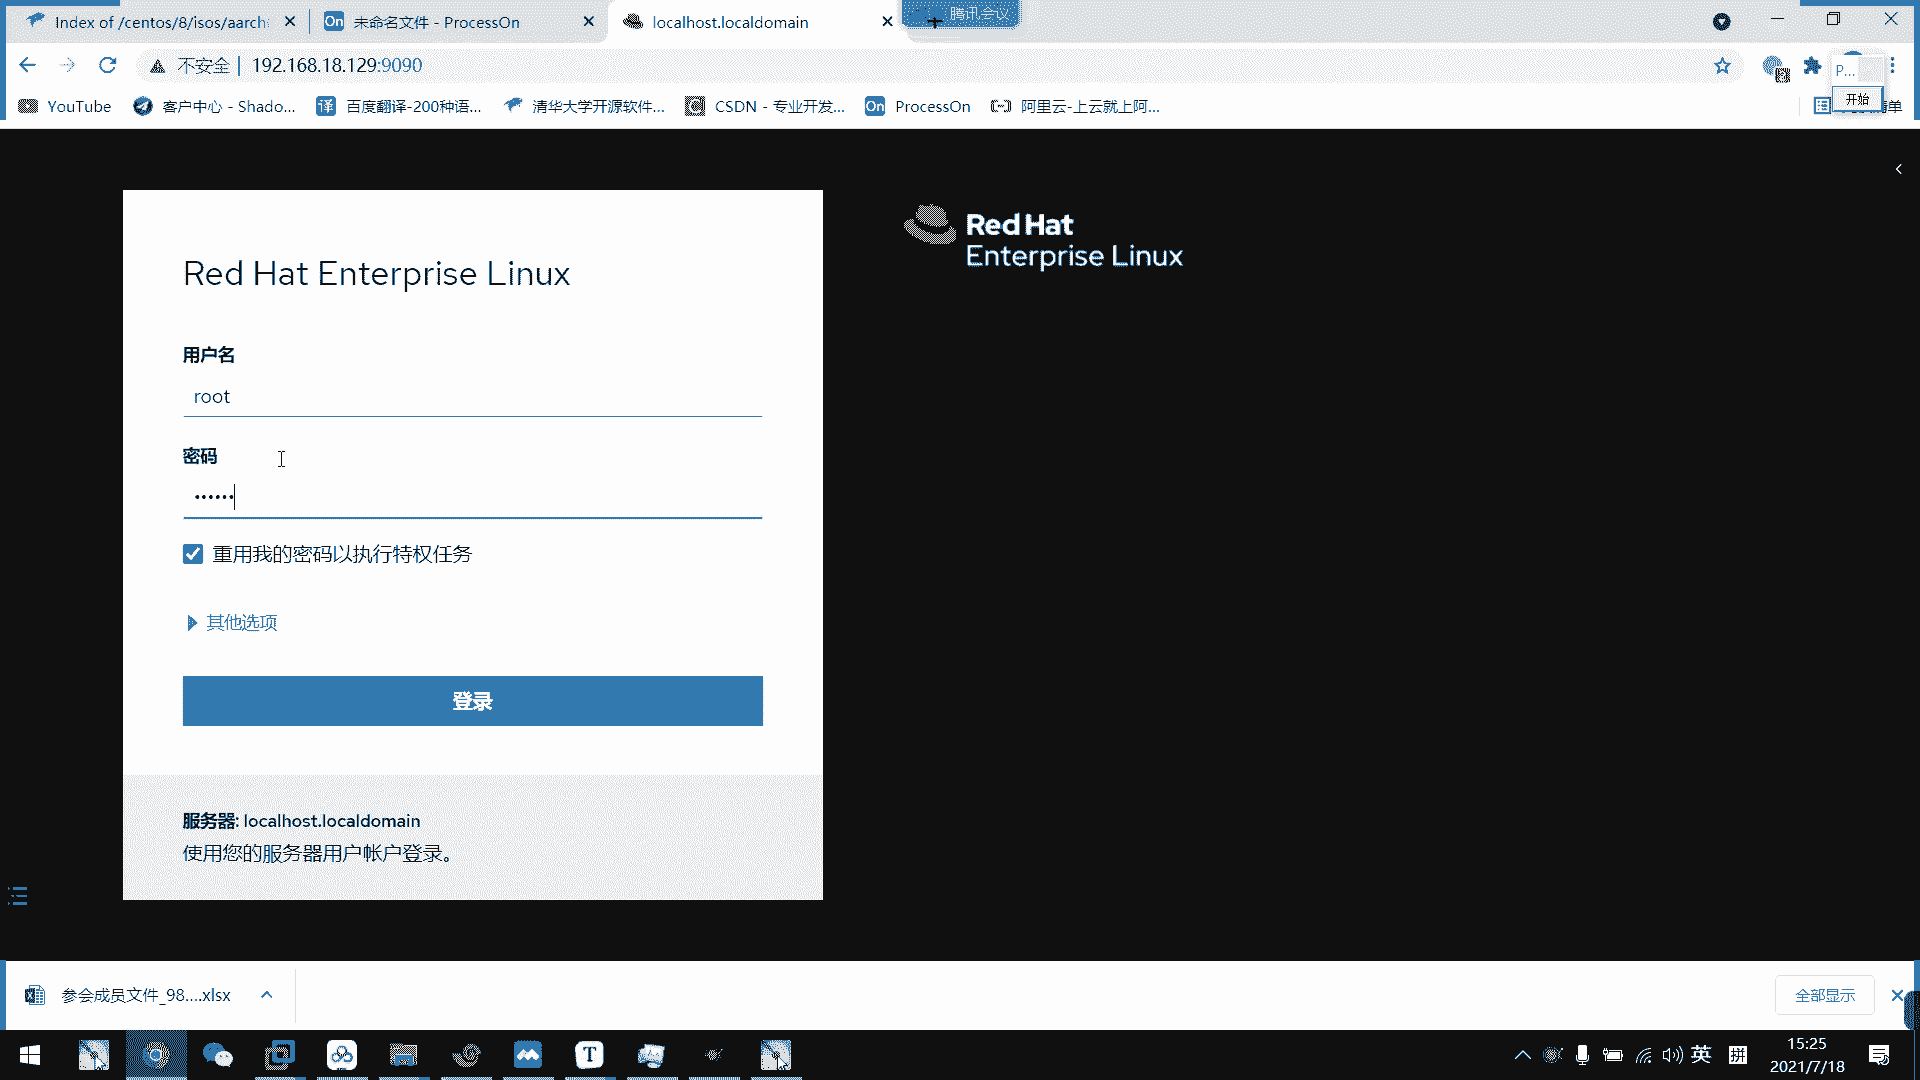 Index of /centos/8/isos/aarch
未命名文件 - ProcessOn
localhost.localdomain
腾讯会议
不安全
192.168.18.129:9090
P...
YouTube
客户中心 - Shado...
百度翻译-200种语...
清华大学开源软件...
CSDN - 专业开发...
ProcessOn
阿里云-上云就上阿...
开始
单
Red Hat Enterprise Linux
用户名
root
密码
重用我的密码以执行特权任务
其他选项
登录
服务器: localhost.localdomain
使用您的服务器用户帐户登录。
Red Hat
Enterprise Linux
参会成员文件_98....xlsx
全部显示
英
拼
15:25
2021/7/18